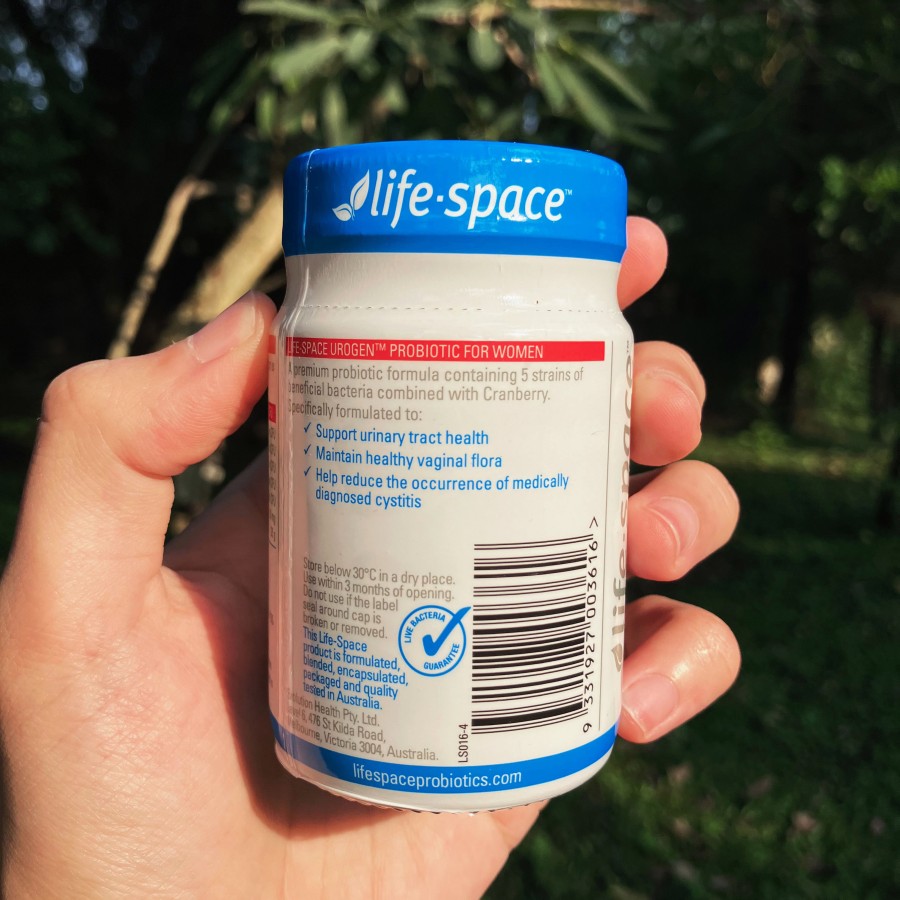 life·space™
LIFE-SPACE UROGEN™ PROBIOTIC FOR WOMEN
A premium probiotic formula containing 5 strains of
beneficial bacteria combined with Cranberry.
Specifically formulated to:
✓ Support urinary tract health
✓ Maintain healthy vaginal flora
✓ Help reduce the occurrence of medically
diagnosed cystitis
Store below 30°C in a dry place.
Use within 3 months of opening.
Do not use if the label
seal around cap is
broken or removed.
This Life-Space
product is formulated,
blended, encapsulated,
packaged and quality
tested in Australia.
LIVE BACTERIA
GUARANTEE
Evolution Health Pty. Ltd.
476 St Kilda Road,
Melbourne, Victoria 3004, Australia.
LS016-4
9 331927 003616 >
life·space™
lifespaceprobiotics.com